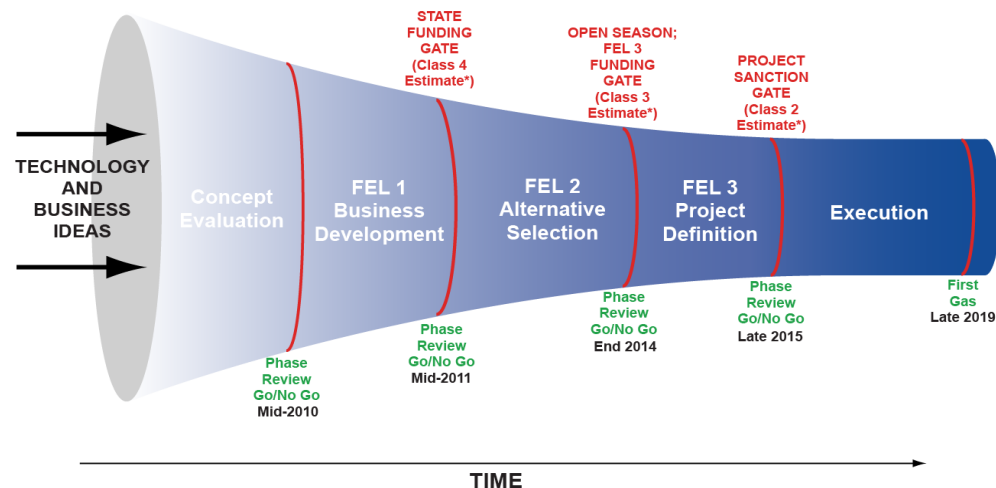 STATE
FUNDING
GATE
(Class 4
Estimate*)
OPEN SEASON;
FEL 3
FUNDING
GATE
(Class 3
Estimate*)
PROJECT
SANCTION
GATE
(Class 2
Estimate*)
TECHNOLOGY
AND
BUSINESS
IDEAS
Concept
Evaluation
FEL 1
Business
Development
FEL 2
Alternative
Selection
FEL 3
Project
Definition
Execution
Phase
Review
Go/No Go
Mid-2010
Phase
Review
Go/No Go
Mid-2011
Phase
Review
Go/No Go
End 2014
Phase
Review
Go/No Go
Late 2015
First
Gas
Late 2019
TIME